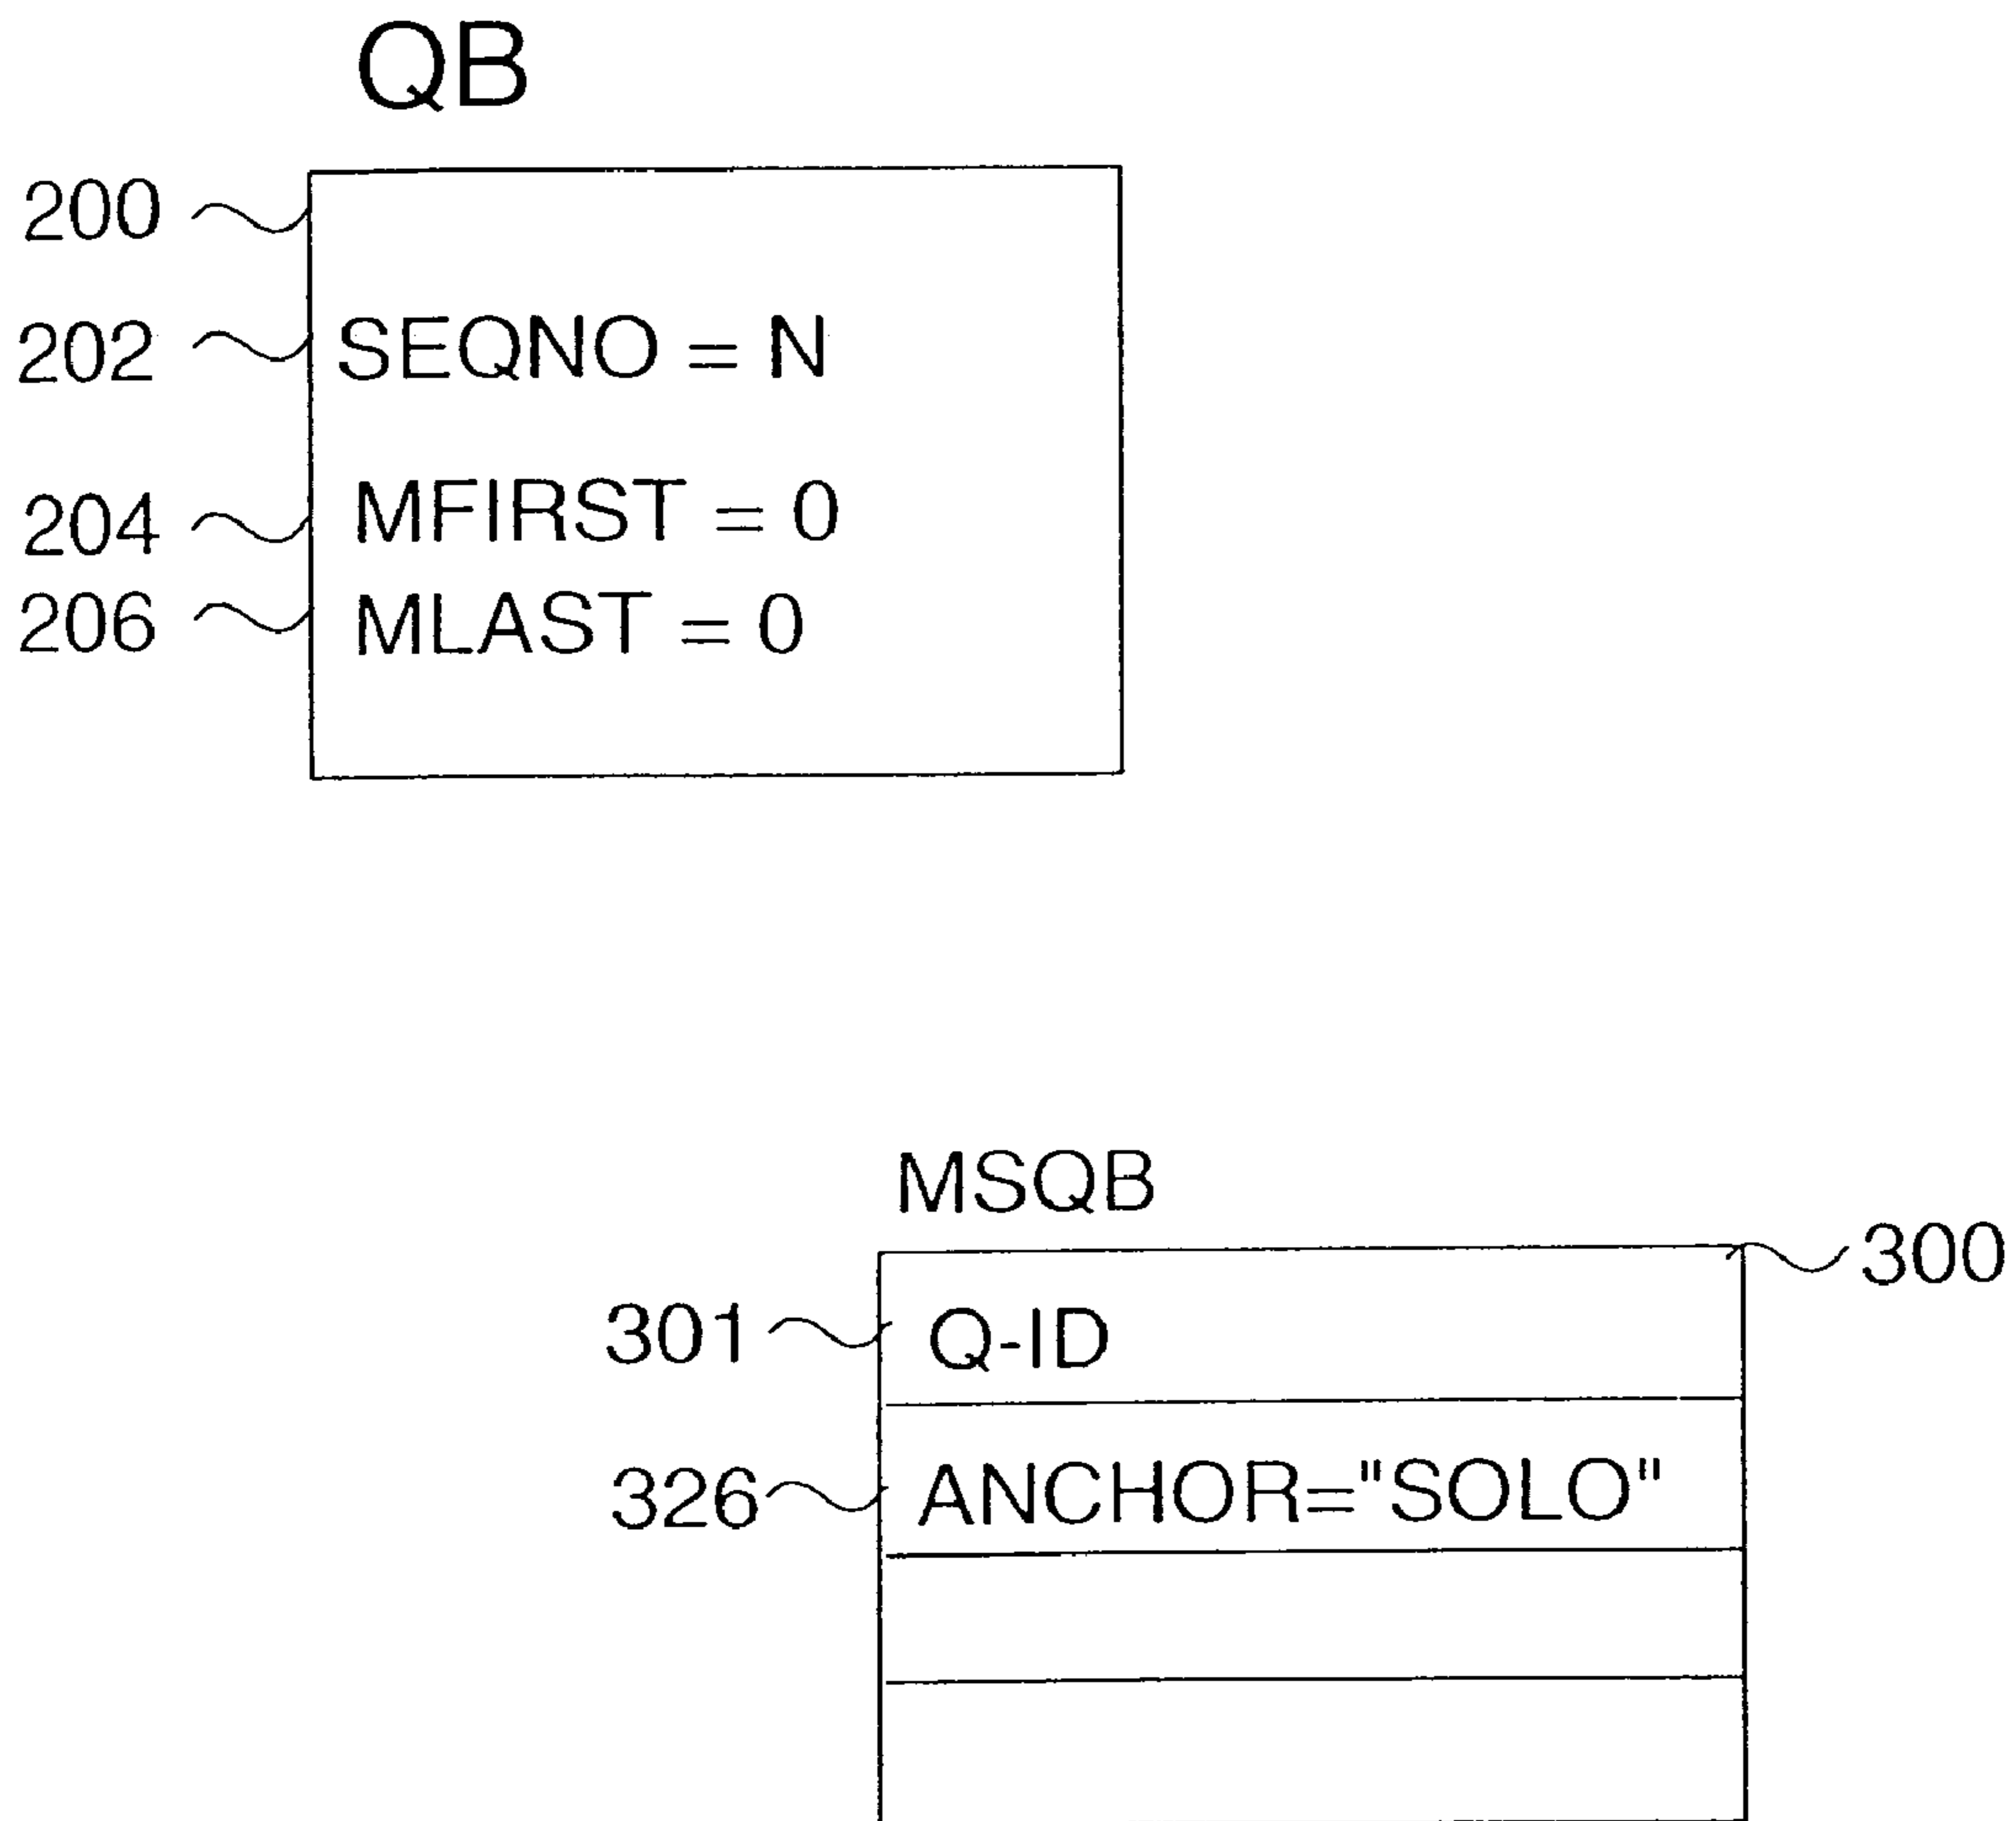 QB
200
202 SEQNO = N
204 MFIRST = 0
206 MLAST = 0
MSQB
300
301 Q-ID
326 ANCHOR="SOLO"